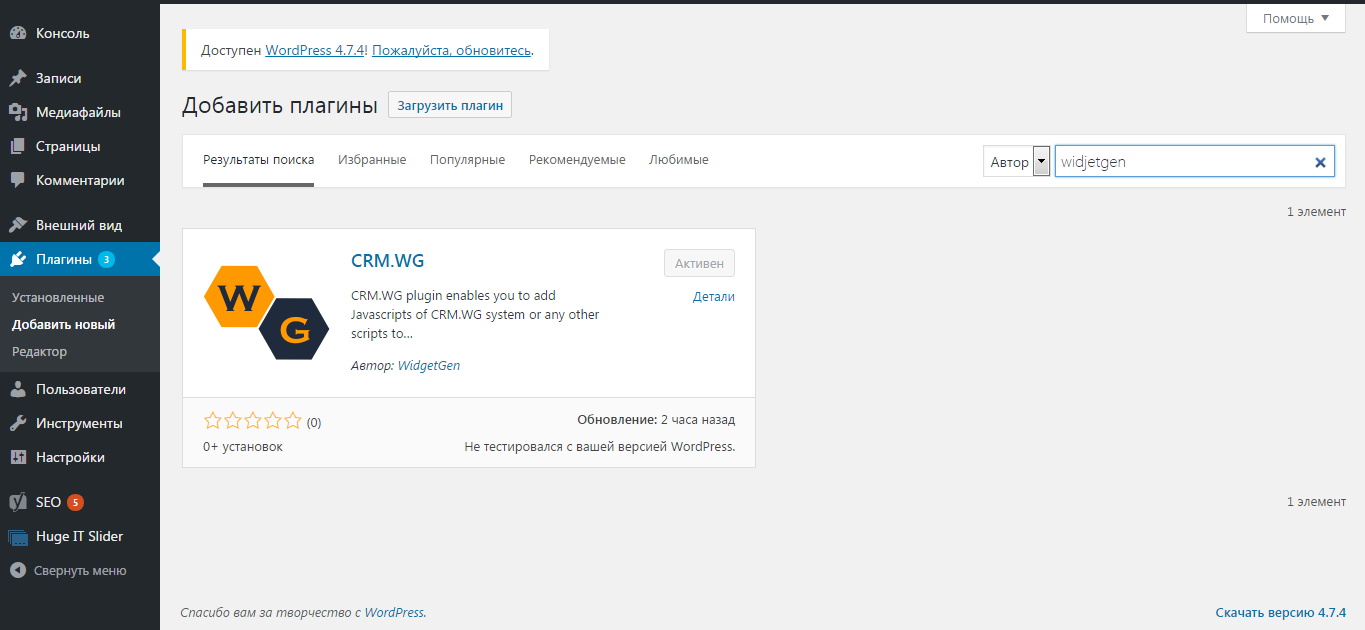 Помощь
Консоль
Записи
Медиафайлы
Страницы
Комментарии
Внешний вид
Плагины 3
Установленные
Добавить новый
Редактор
Пользователи
Инструменты
Настройки
SEO 5
Huge IT Slider
Свернуть меню
Доступен WordPress 4.7.4! Пожалуйста, обновитесь.
Добавить плагины Загрузить плагин
Результаты поиска Избранные Популярные Рекомендуемые Любимые Автор widjetgen
1 элемент
W G
CRM.WG Активен
Детали
CRM.WG plugin enables you to add
Javascripts of CRM.WG system or any other
scripts to...
Автор: WidgetGen
(0) Обновление: 2 часа назад
0+ установок Не тестировался с вашей версией WordPress.
1 элемент
Спасибо вам за творчество с WordPress. Скачать версию 4.7.4